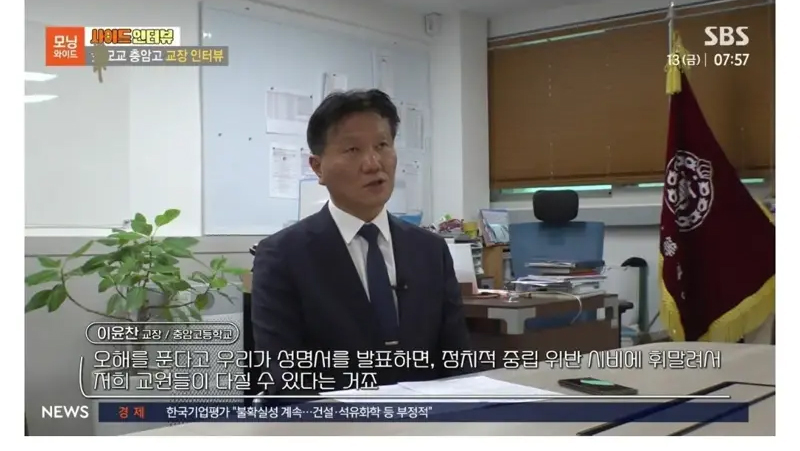 모닝
와이드
사이드인터뷰
모교 충암고 교장 인터뷰
SBS
13(금) | 07:57
이윤찬 교장 / 충암고등학교
오해를 푼다고 우리가 성명서를 발표하면, 정치적 중립 위반 시비에 휘말려서
저희 교원들이 다칠 수 있다는 거죠
NEWS 경 제 한국기업평가 "불확실성 계속…건설·석유화학 등 부정적"